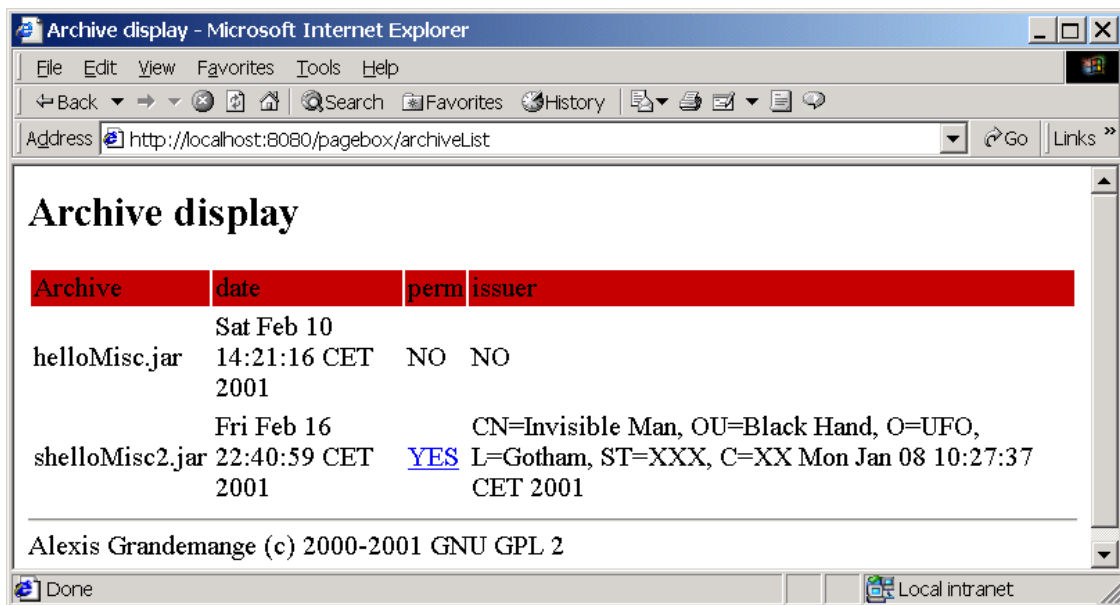 Archive display - Microsoft Internet Explorer
File Edit View Favorites Tools Help
Back Search Favorites History
Address http://localhost:8080/pagebox/archiveList Go Links »
Archive display
Archive date perm issuer
Sat Feb 10
helloMisc.jar 14:21:16 CET NO NO
2001
Fri Feb 16 CN=Invisible Man, OU=Black Hand, O=UFO,
shelloMisc2.jar 22:40:59 CET YES L=Gotham, ST=XXX, C=XX Mon Jan 08 10:27:37
2001 CET 2001
Alexis Grandemange (c) 2000-2001 GNU GPL 2
Done Local intranet